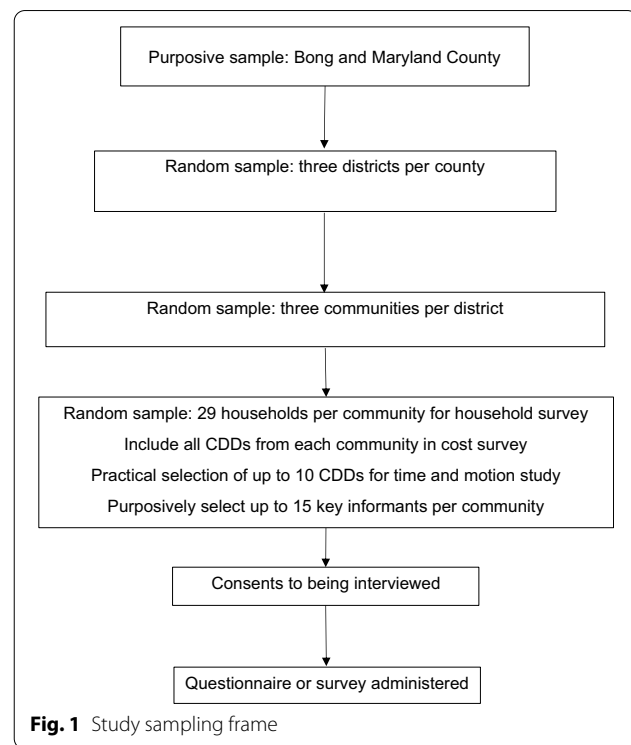 Purposive sample: Bong and Maryland County
Random sample: three districts per county
Random sample: three communities per district
Random sample: 29 households per community for household survey
Include all CDDs from each community in cost survey
Practical selection of up to 10 CDDs for time and motion study
Purposively select up to 15 key informants per community
Consents to being interviewed
Questionnaire or survey administered
Fig. 1 Study sampling frame